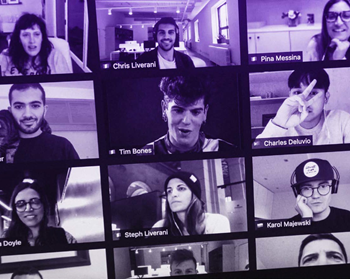 Chris Liverani
Pina Messina
Tim Bones
Charles Deluvio
Doyle
Steph Liverani
Karol Majewski